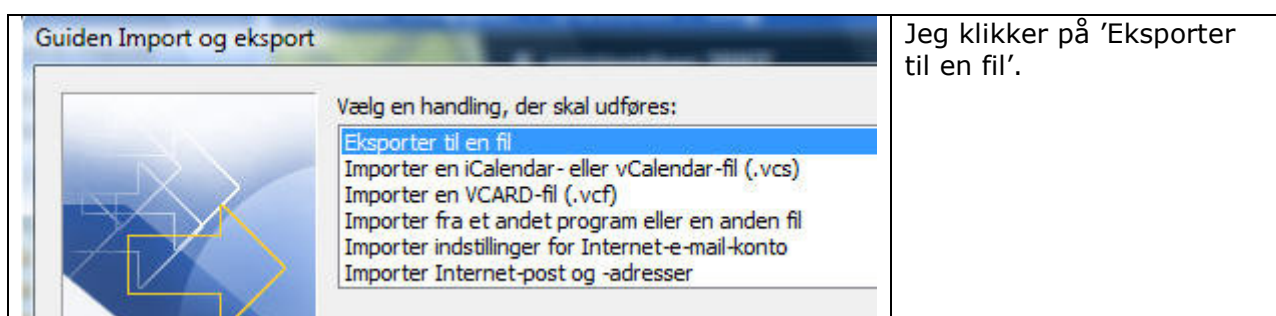 Guiden Import og eksport
Vælg en handling, der skal udføres:
Eksporter til en fil
Importer en iCalendar- eller vCalendar-fil (.vcs)
Importer en VCARD-fil (.vcf)
Importer fra et andet program eller en anden fil
Importer indstillinger for Internet-e-mail-konto
Importer Internet-post og -adresser
Jeg klikker på ’Eksporter
til en fil’.